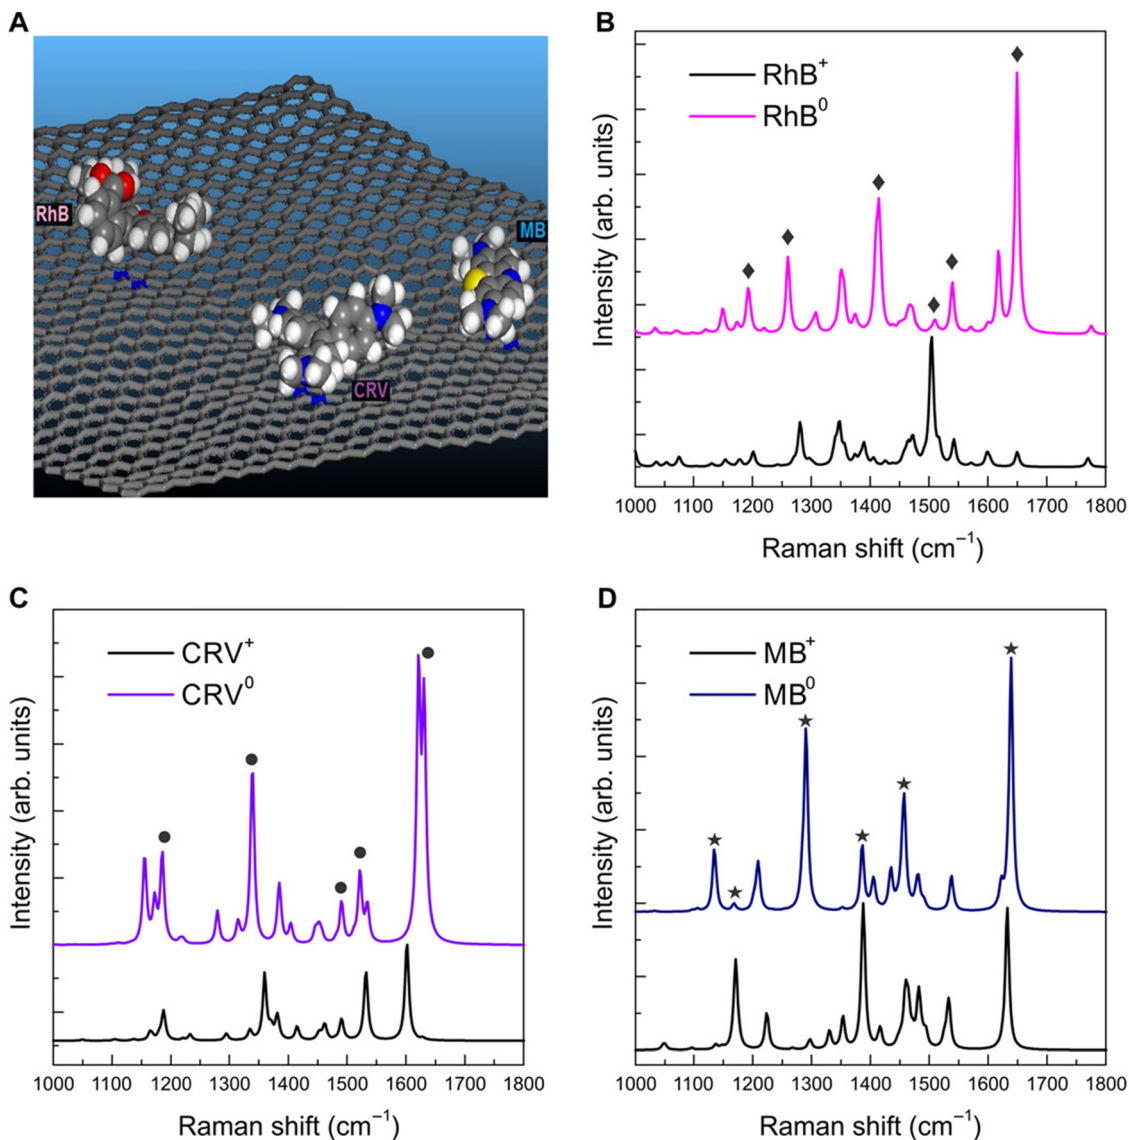 A
RhB
MB
CRV
B
RhB⁺
RhB⁰
Intensity (arb. units)
1000 1100 1200 1300 1400 1500 1600 1700 1800
Raman shift (cm⁻¹)
C
CRV⁺
CRV⁰
Intensity (arb. units)
1000 1100 1200 1300 1400 1500 1600 1700 1800
Raman shift (cm⁻¹)
D
MB⁺
MB⁰
Intensity (arb. units)
1000 1100 1200 1300 1400 1500 1600 1700 1800
Raman shift (cm⁻¹)